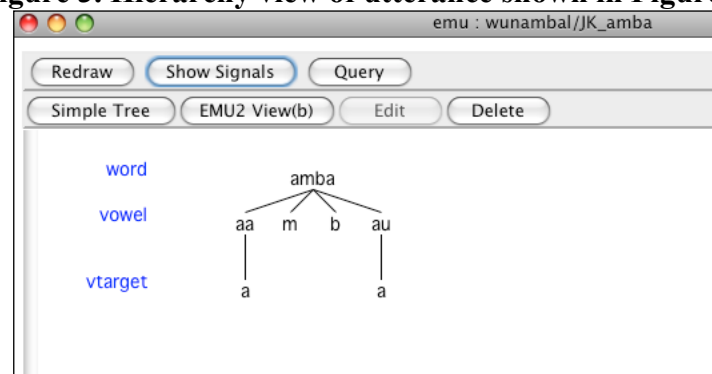 emu : wunambal/JK_amba
Redraw Show Signals Query
Simple Tree EMU2 View(b) Edit Delete
word amba
vowel aa m b au
vtarget a a